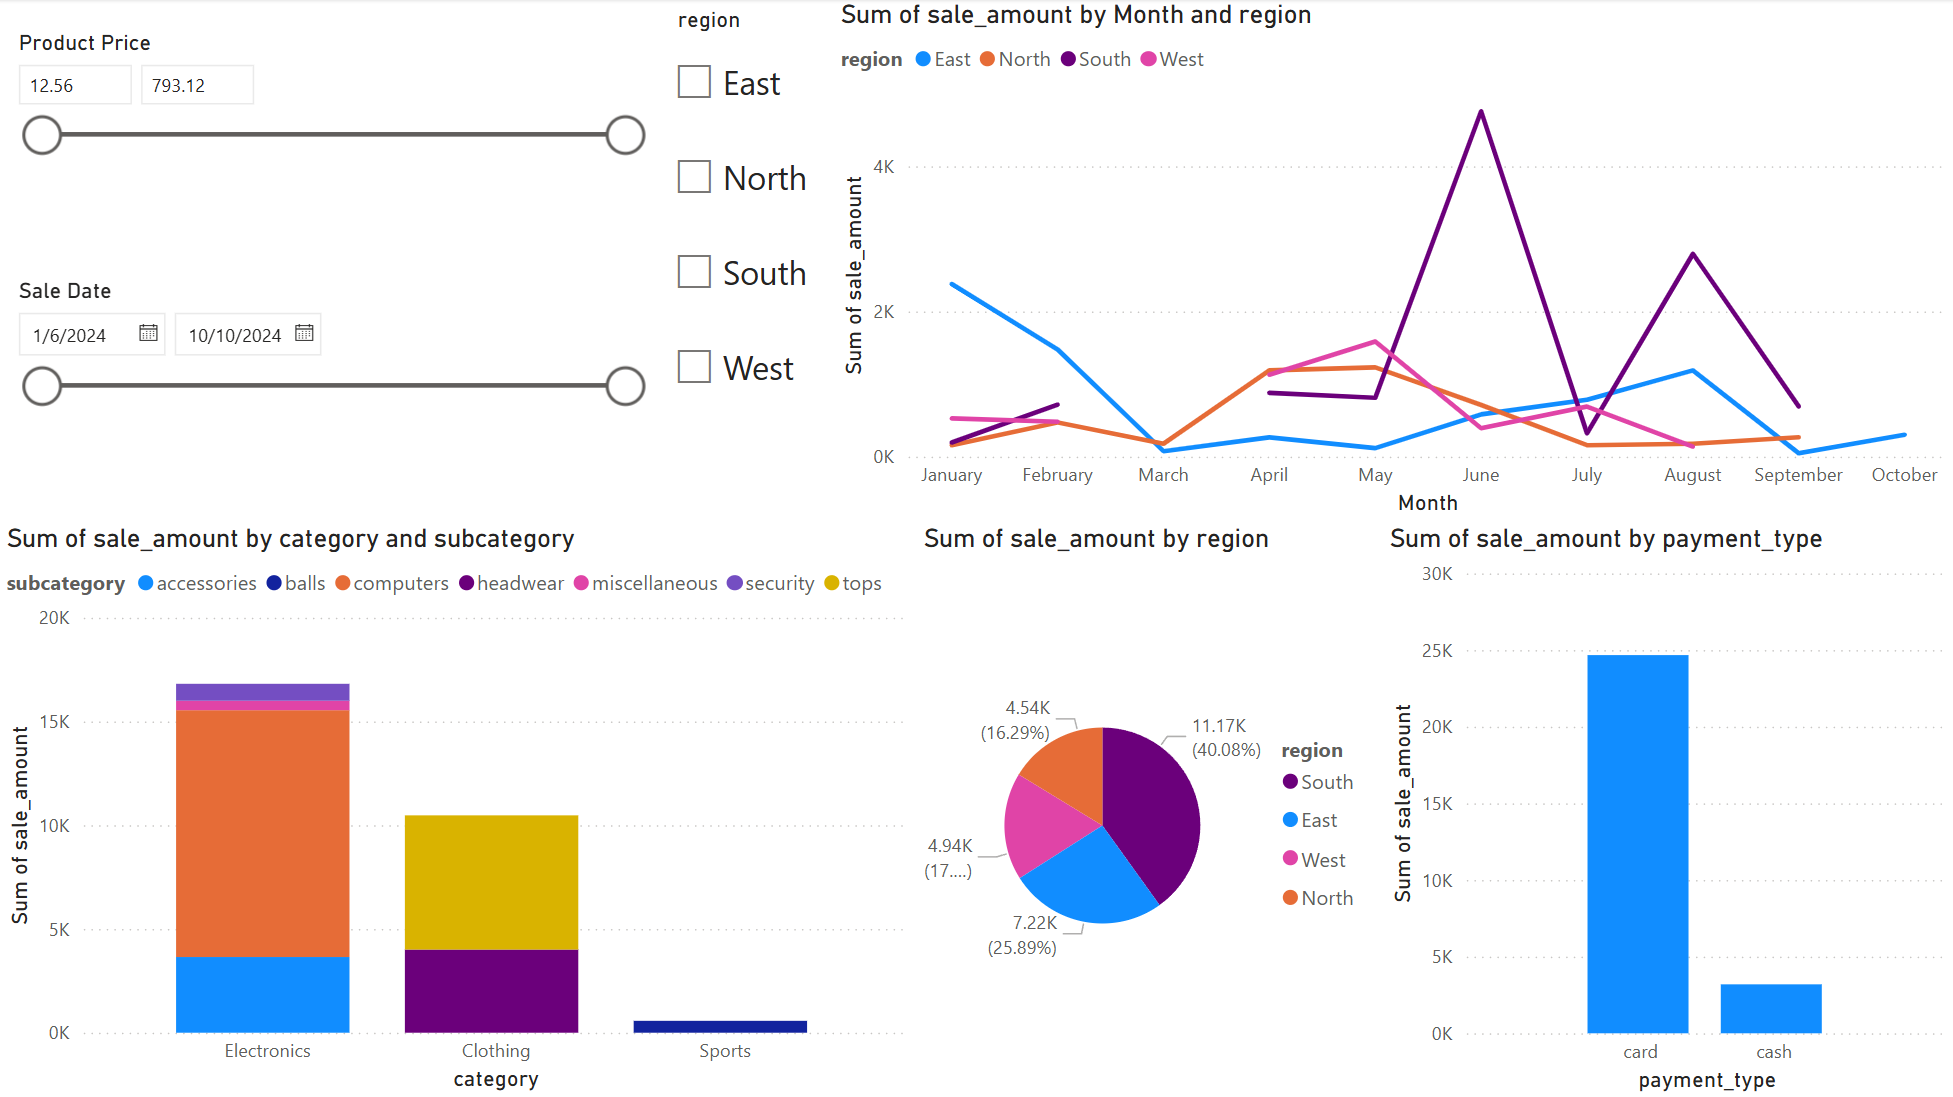 Product Price
12.56 793.12
Sale Date
1/6/2024 10/10/2024
region
East
North
South
West
Sum of sale_amount by Month and region
region East North South West
Sum of sale_amount
4K
2K
0K
January February March April May June July August September October
Month
Sum of sale_amount by category and subcategory
subcategory accessories balls computers headwear miscellaneous security tops
Sum of sale_amount
20K
15K
10K
5K
0K
Electronics Clothing Sports
category
Sum of sale_amount by region
4.54K
(16.29%)
11.17K
(40.08%)
4.94K
(17....)
7.22K
(25.89%)
region
South
East
West
North
Sum of sale_amount by payment_type
Sum of sale_amount
30K
25K
20K
15K
10K
5K
0K
card cash
payment_type